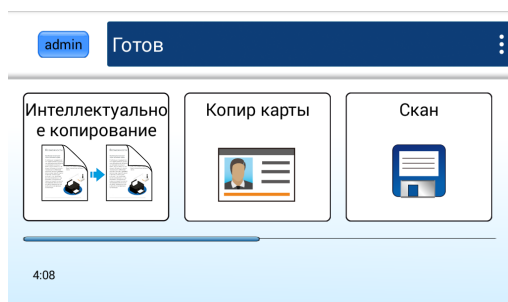 admin
Готов
Интеллектуально
е копирование
Копир карты
Скан
4:08